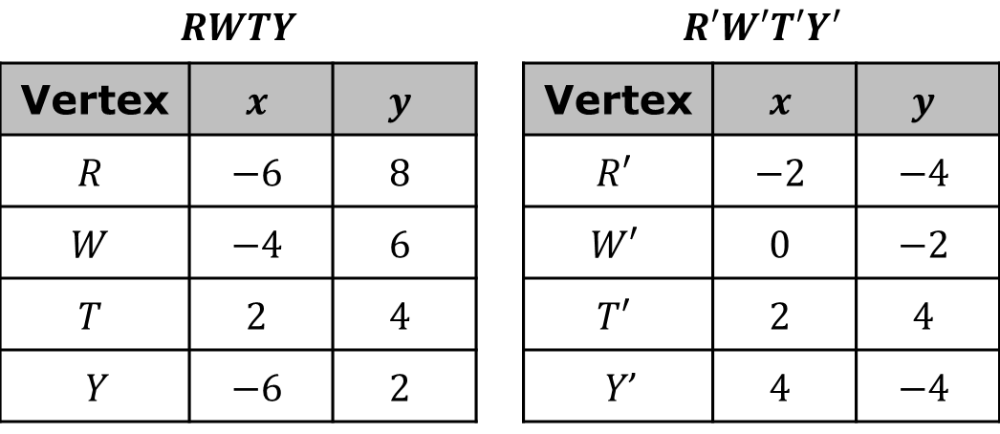 RWTY R′W′T′Y′
Vertex x y Vertex x y
R −6 8 R′ −2 −4
W −4 6 W′ 0 −2
T 2 4 T′ 2 4
Y −6 2 Y’ 4 −4